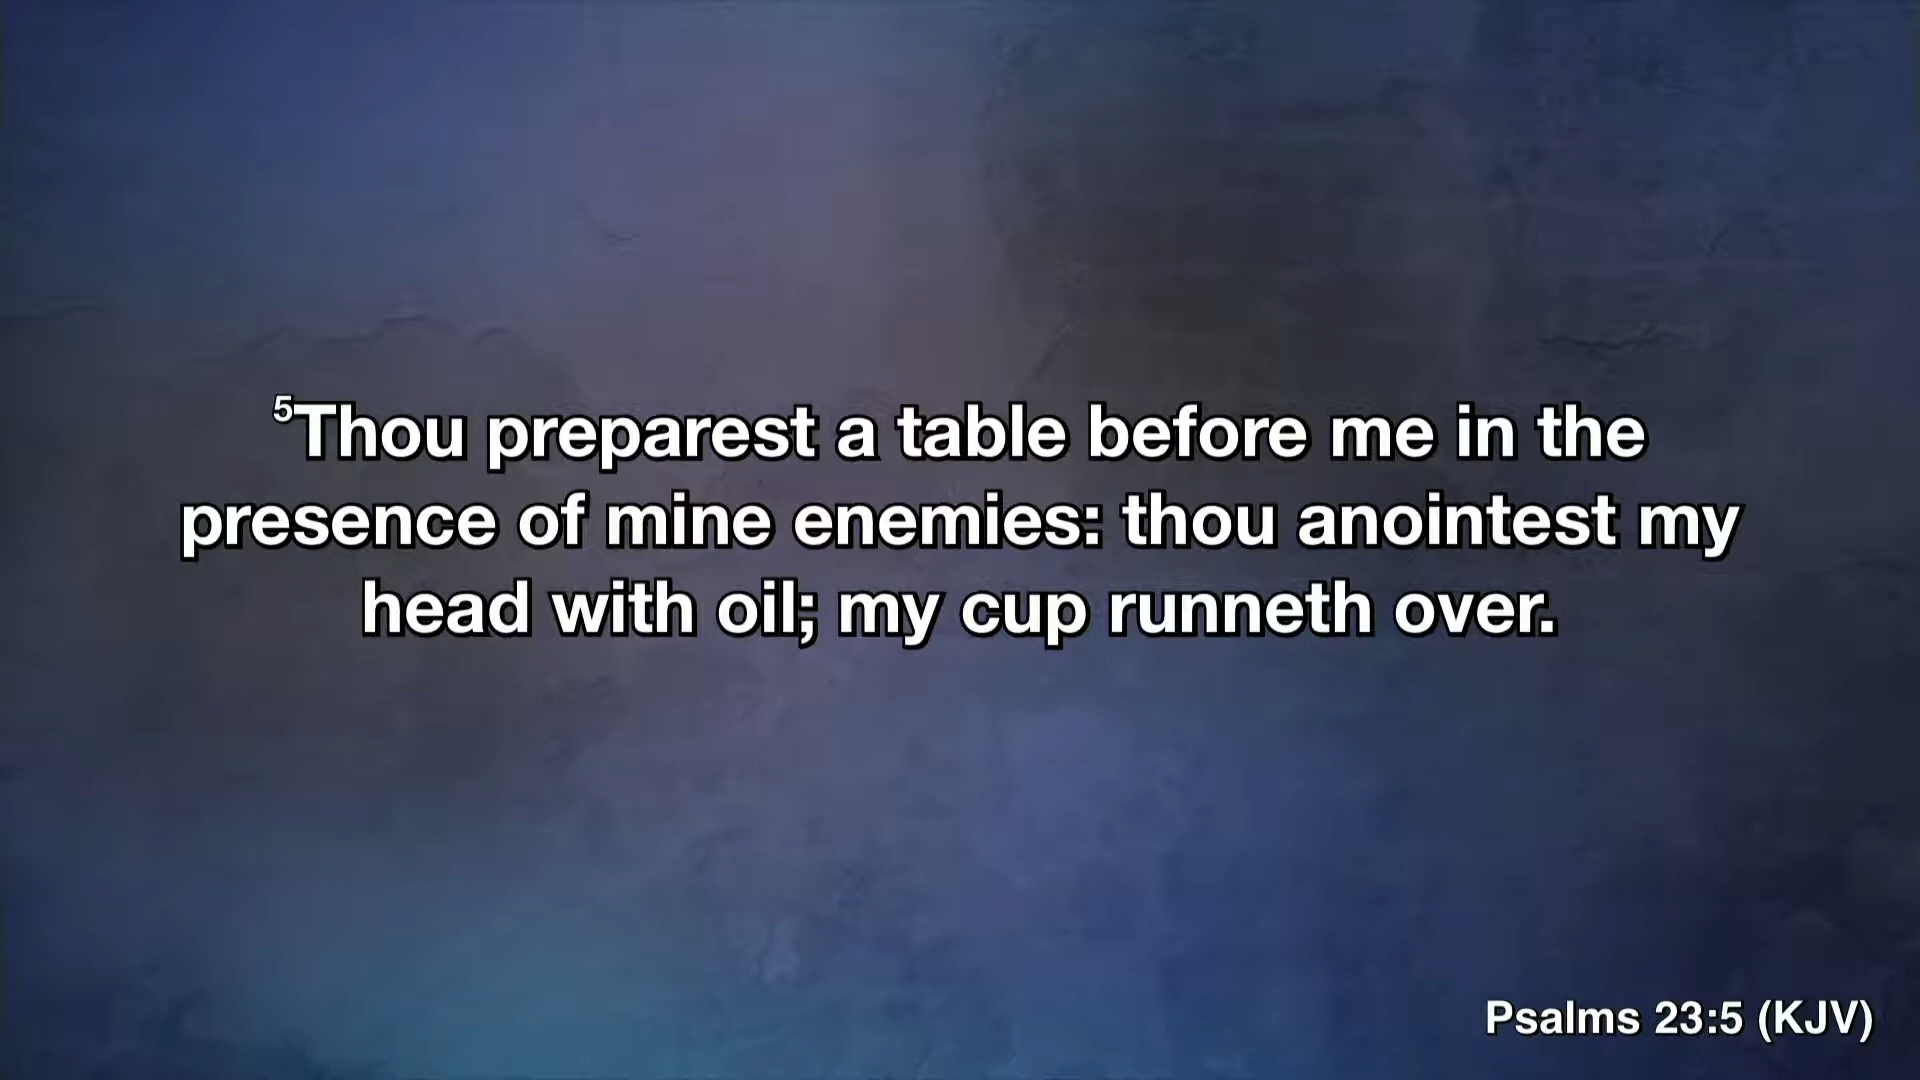 ⁵Thou preparest a table before me in the
presence of mine enemies: thou anointest my
head with oil; my cup runneth over.
Psalms 23:5 (KJV)